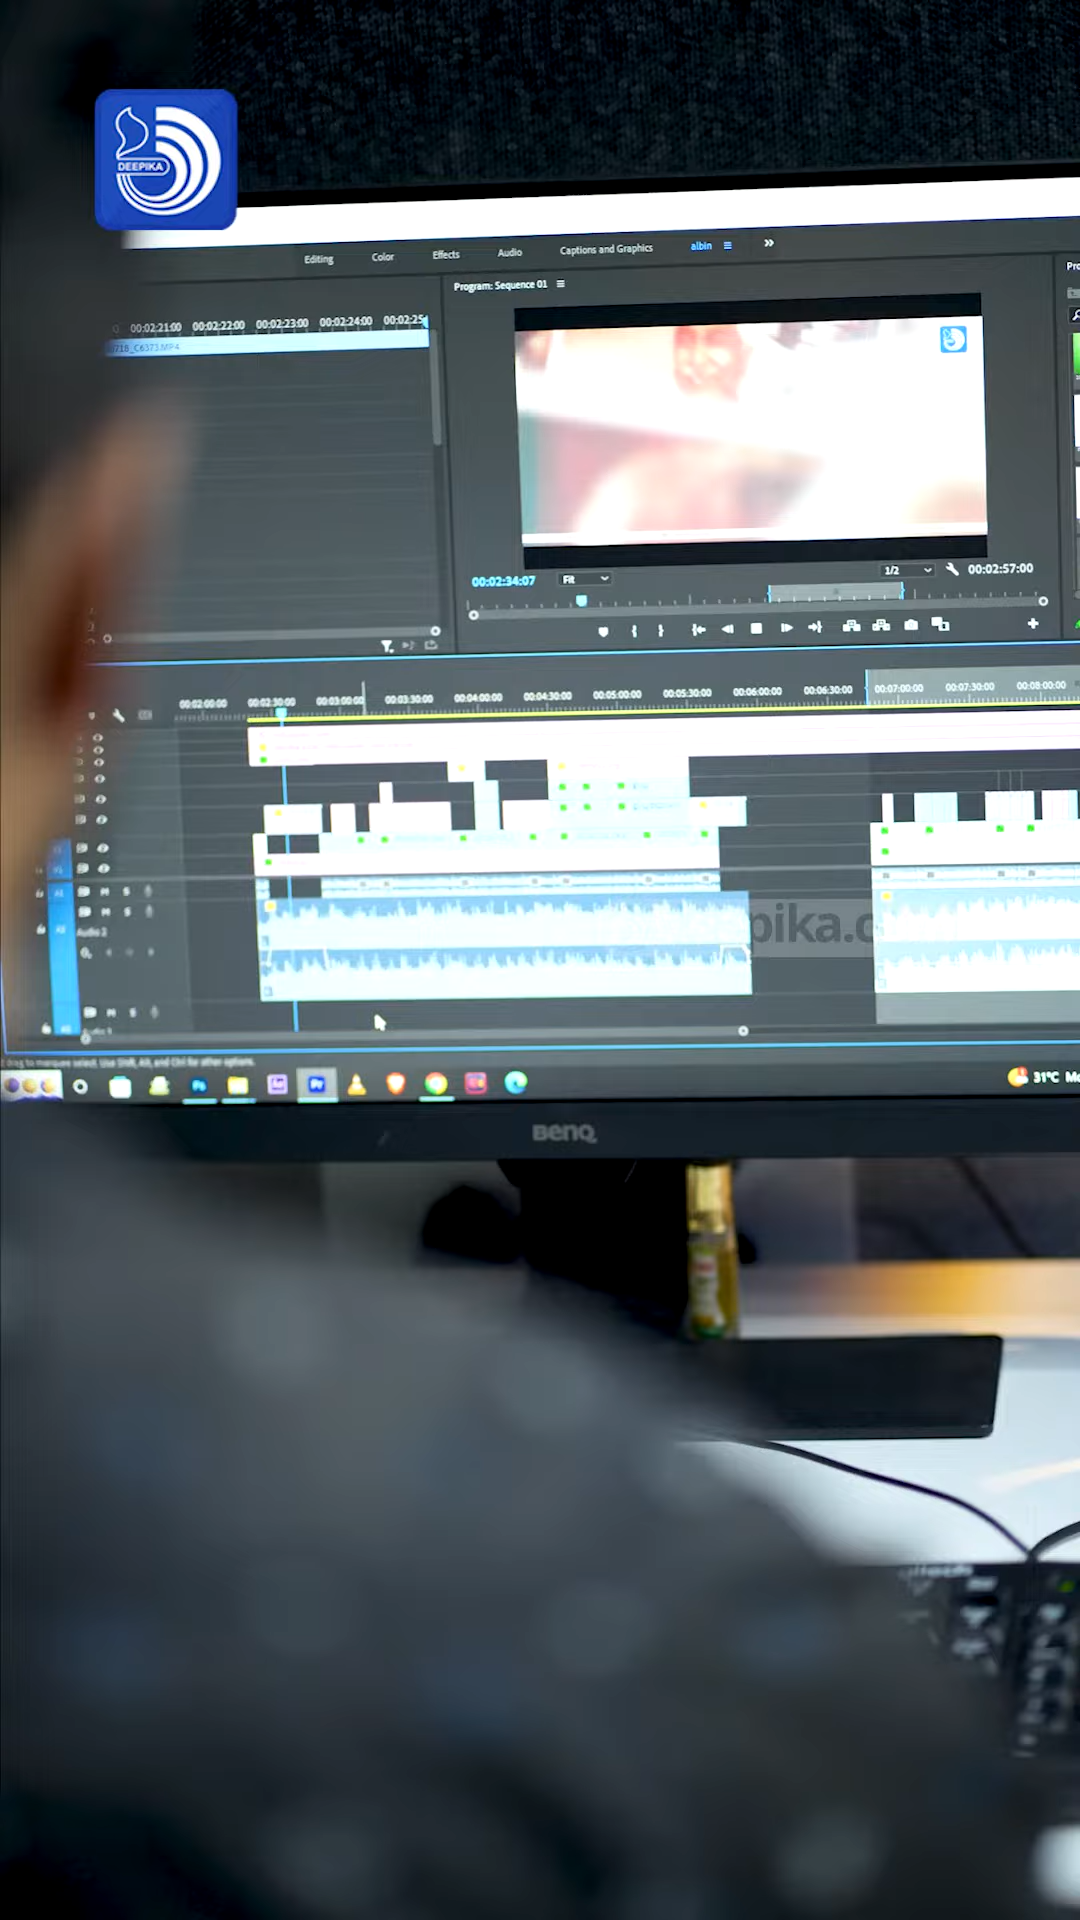 DEEPIKA
Editing Color Effects Audio Captions and Graphics albin
Program: Sequence 01
00:02:21:00 00:02:22:00 00:02:23:00 00:02:24:00 00:02:25
C6373.MP4
00:02:34:07 Fit 1/2 00:02:57:00
00:02:00:00 00:02:30:00 00:03:00:00 00:03:30:00 00:04:00:00 00:04:30:00 00:05:00:00 00:05:30:00 00:06:00:00 00:06:30:00 00:07:00:00 00:07:30:00 00:08:00:00
A1 M S
M S
Audio 2
pika.c
M S
drag to marquee select. Use Shift, Alt, and Ctrl for other options.
Ps Pr 31°C
BenQ